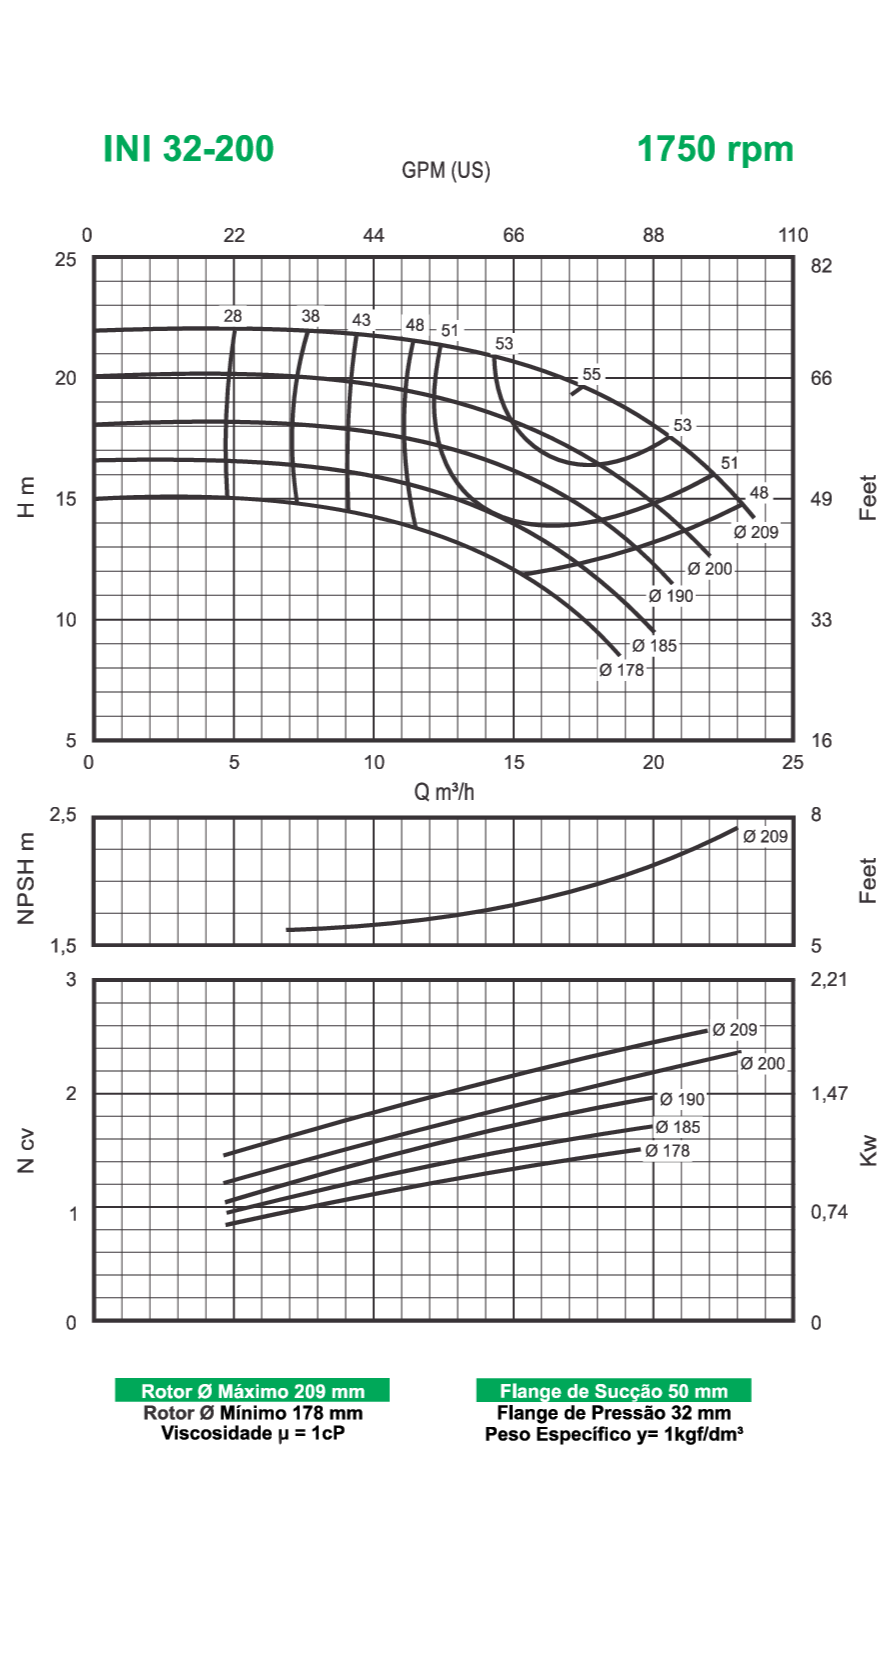 INI 32-200
1750 rpm
GPM (US)
0 22 44 66 88 110
25 82
28 38 43 48 51 53
20 55 66
53
51
H m 15 48 49 Feet
Ø 209
Ø 200
Ø 190
10 33
Ø 185
Ø 178
5 16
0 5 10 15 20 25
Q m³/h
2,5 8
Ø 209
NPSH m Feet
1,5 5
3 2,21
Ø 209
Ø 200
2 Ø 190 1,47
Ø 185
N cv Ø 178 Kw
1 0,74
0 0
Rotor Ø Máximo 209 mm
Rotor Ø Mínimo 178 mm
Viscosidade µ = 1cP
Flange de Sucção 50 mm
Flange de Pressão 32 mm
Peso Específico y= 1kgf/dm³